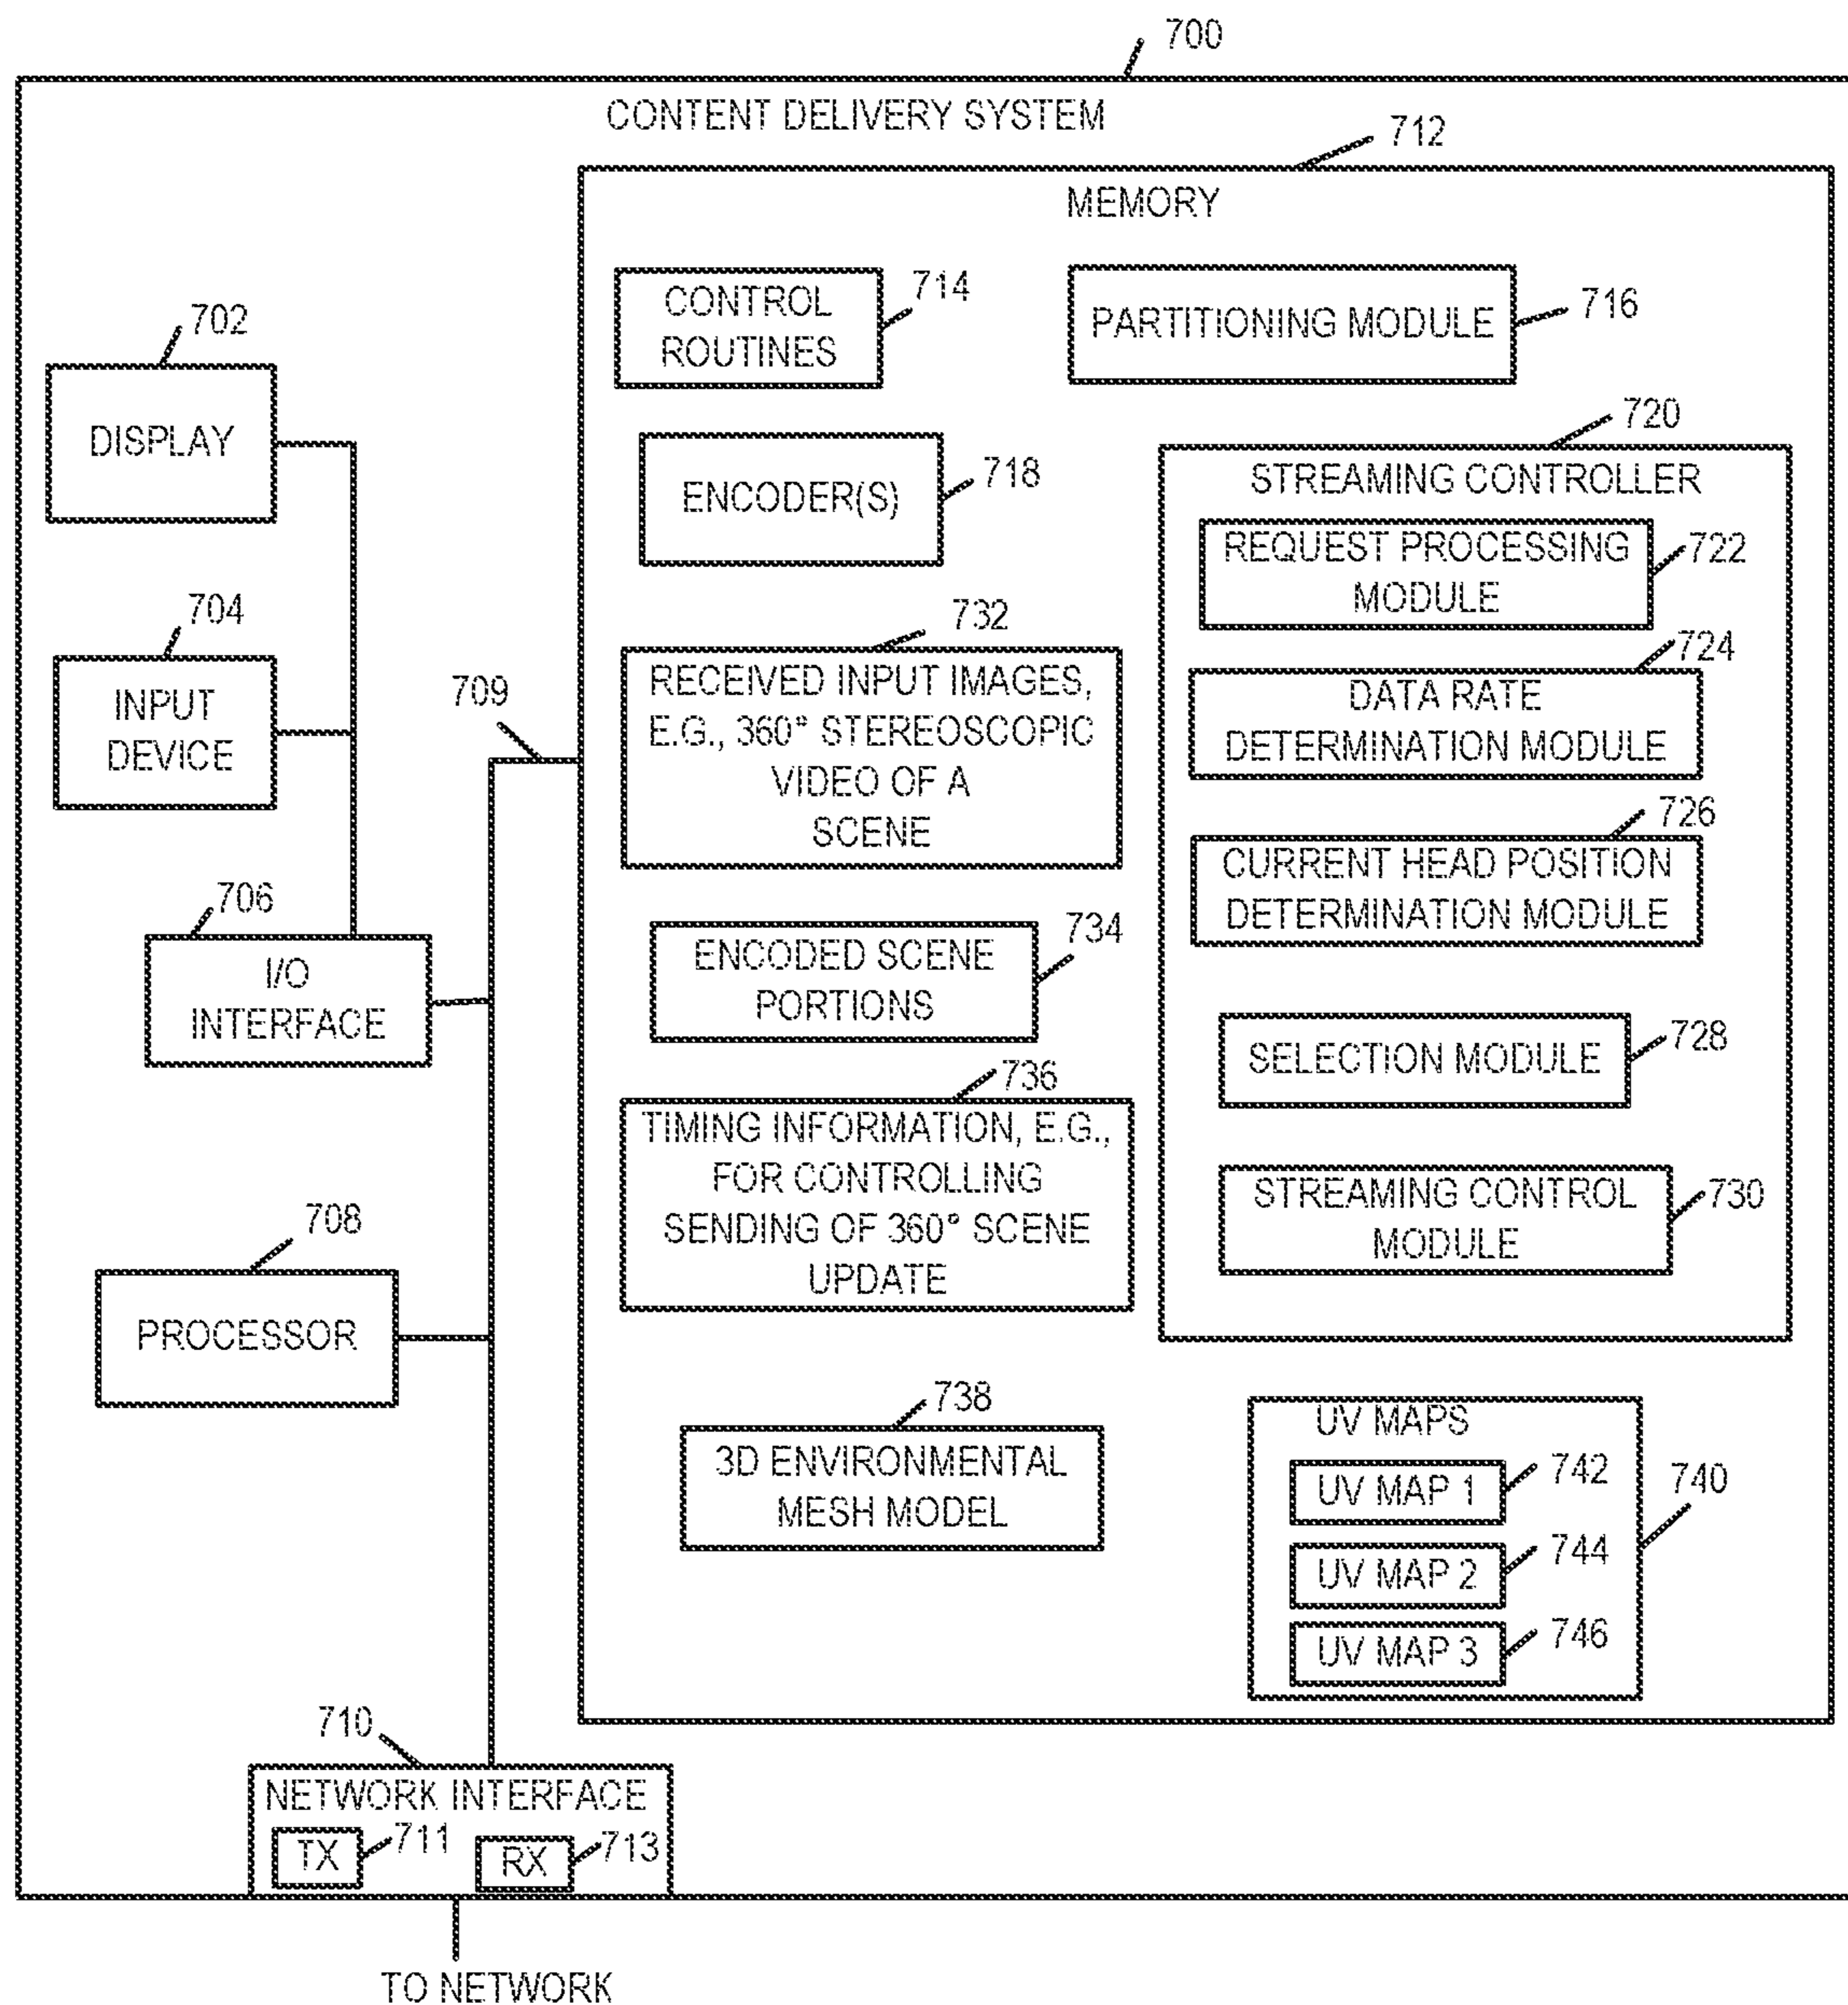 700
CONTENT DELIVERY SYSTEM
712
MEMORY
CONTROL
ROUTINES
714
PARTITIONING MODULE
716
702
DISPLAY
ENCODER(S)
718
720
STREAMING CONTROLLER
REQUEST PROCESSING
MODULE
722
704
INPUT
DEVICE
732
RECEIVED INPUT IMAGES,
E.G., 360° STEREOSCOPIC
VIDEO OF A
SCENE
709
724
DATA RATE
DETERMINATION MODULE
726
CURRENT HEAD POSITION
DETERMINATION MODULE
706
I/O
INTERFACE
ENCODED SCENE
PORTIONS
734
SELECTION MODULE
728
736
TIMING INFORMATION, E.G.,
FOR CONTROLLING
SENDING OF 360° SCENE
UPDATE
STREAMING CONTROL
MODULE
730
708
PROCESSOR
738
3D ENVIRONMENTAL
MESH MODEL
UV MAPS
UV MAP 1
742
740
UV MAP 2
744
UV MAP 3
746
710
NETWORK INTERFACE
TX
711
RX
713
TO NETWORK